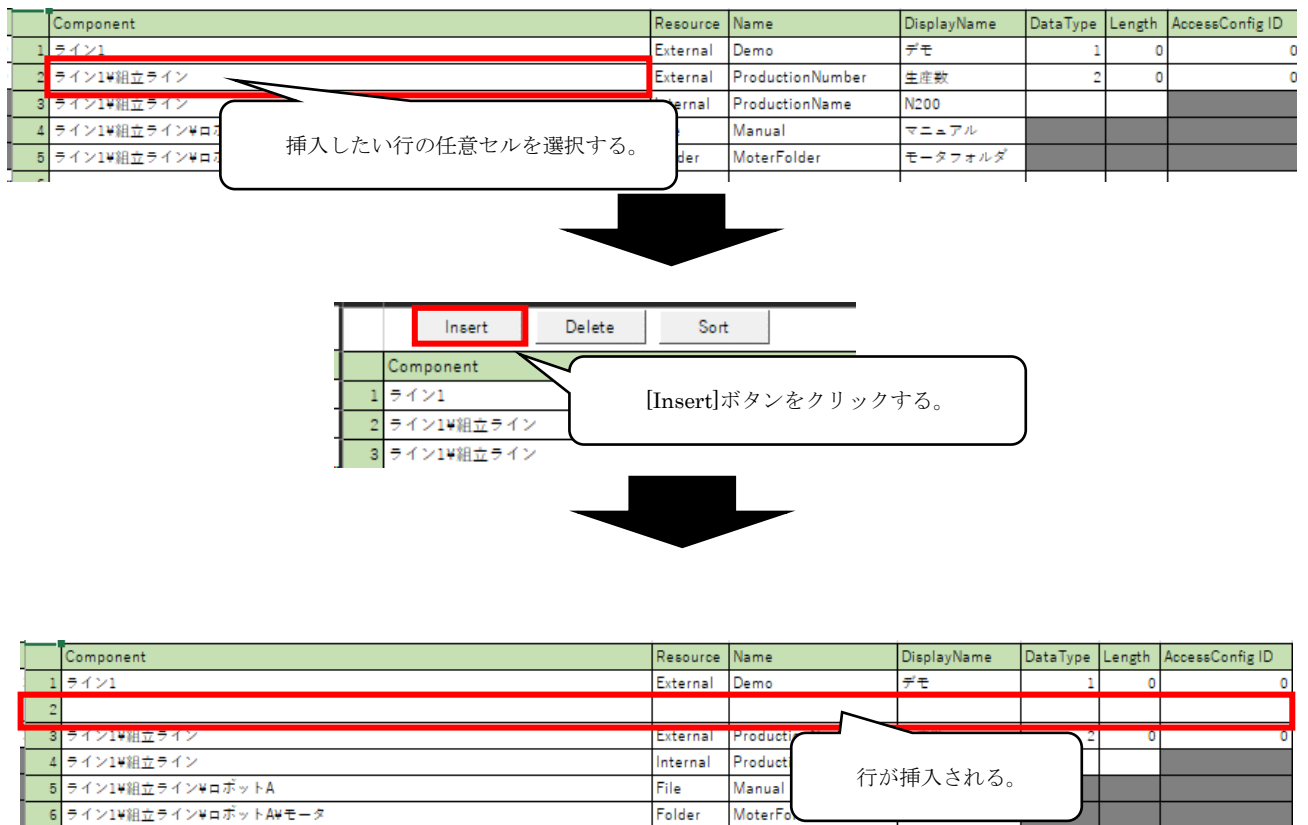 Component Resource Name DisplayName DataType Length AccessConfig ID
1 ライン1 External Demo デモ 1 0 0
2 ライン1¥組立ライン External ProductionNumber 生産数 2 0 0
3 ライン1¥組立ライン ernal ProductionName N200
4 ライン1¥組立ライン¥ロボ Manual マニュアル
5 ライン1¥組立ライン¥ロボ der MoterFolder モータフォルダ
挿入したい行の任意セルを選択する。
Insert Delete Sort
Component
1 ライン1
2 ライン1¥組立ライン
3 ライン1¥組立ライン
[Insert]ボタンをクリックする。
Component Resource Name DisplayName DataType Length AccessConfig ID
1 ライン1 External Demo デモ 1 0 0
2
3 ライン1¥組立ライン External Producti 2 0 0
4 ライン1¥組立ライン Internal Producti
5 ライン1¥組立ライン¥ロボットA File Manual
6 ライン1¥組立ライン¥ロボットA¥モータ Folder MoterFo
行が挿入される。